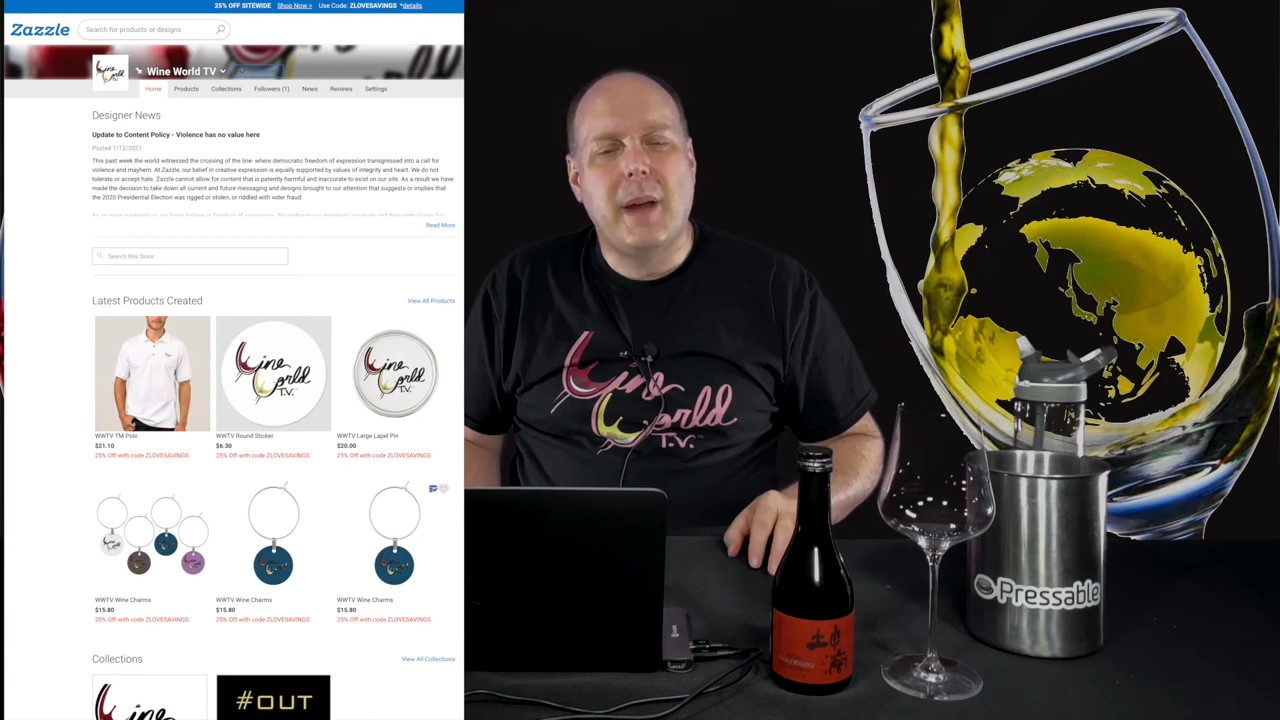 25% OFF SITEWIDE Shop Now > Use Code: ZLOVESAVINGS *details
Zazzle
Search for products or designs
Wine World TV
Wine World TV
Home Products Collections Followers (1) News Reviews Settings
Designer News
Update to Content Policy - Violence has no value here
Posted 1/12/2021
This past week the world witnessed the crossing of the line- where democratic freedom of expression transgressed into a call for
violence and mayhem. At Zazzle, our belief in creative expression is equally supported by values of integrity and heart. We do not
tolerate or accept hate. Zazzle cannot allow for content that is patently harmful and inaccurate to exist on our site. As a result we have
made the decision to take down all current and future messaging and designs brought to our attention that suggests or implies that
the 2020 Presidential Election was rigged or stolen, or riddled with voter fraud.
Read More
Search this Store
Latest Products Created View All Products
Wine World T.V.
Wine World T.V.
WWTV TM Polo
$21.10
25% Off with code ZLOVESAVINGS
WWTV Round Sticker
$6.30
25% Off with code ZLOVESAVINGS
WWTV Large Lapel Pin
$20.00
25% Off with code ZLOVESAVINGS
WWTV Wine Charms
$15.80
25% Off with code ZLOVESAVINGS
WWTV Wine Charms
$15.80
25% Off with code ZLOVESAVINGS
WWTV Wine Charms
$15.80
25% Off with code ZLOVESAVINGS
Collections View All Collections
Wine
#OUT
Wine World T.V.
Pressable